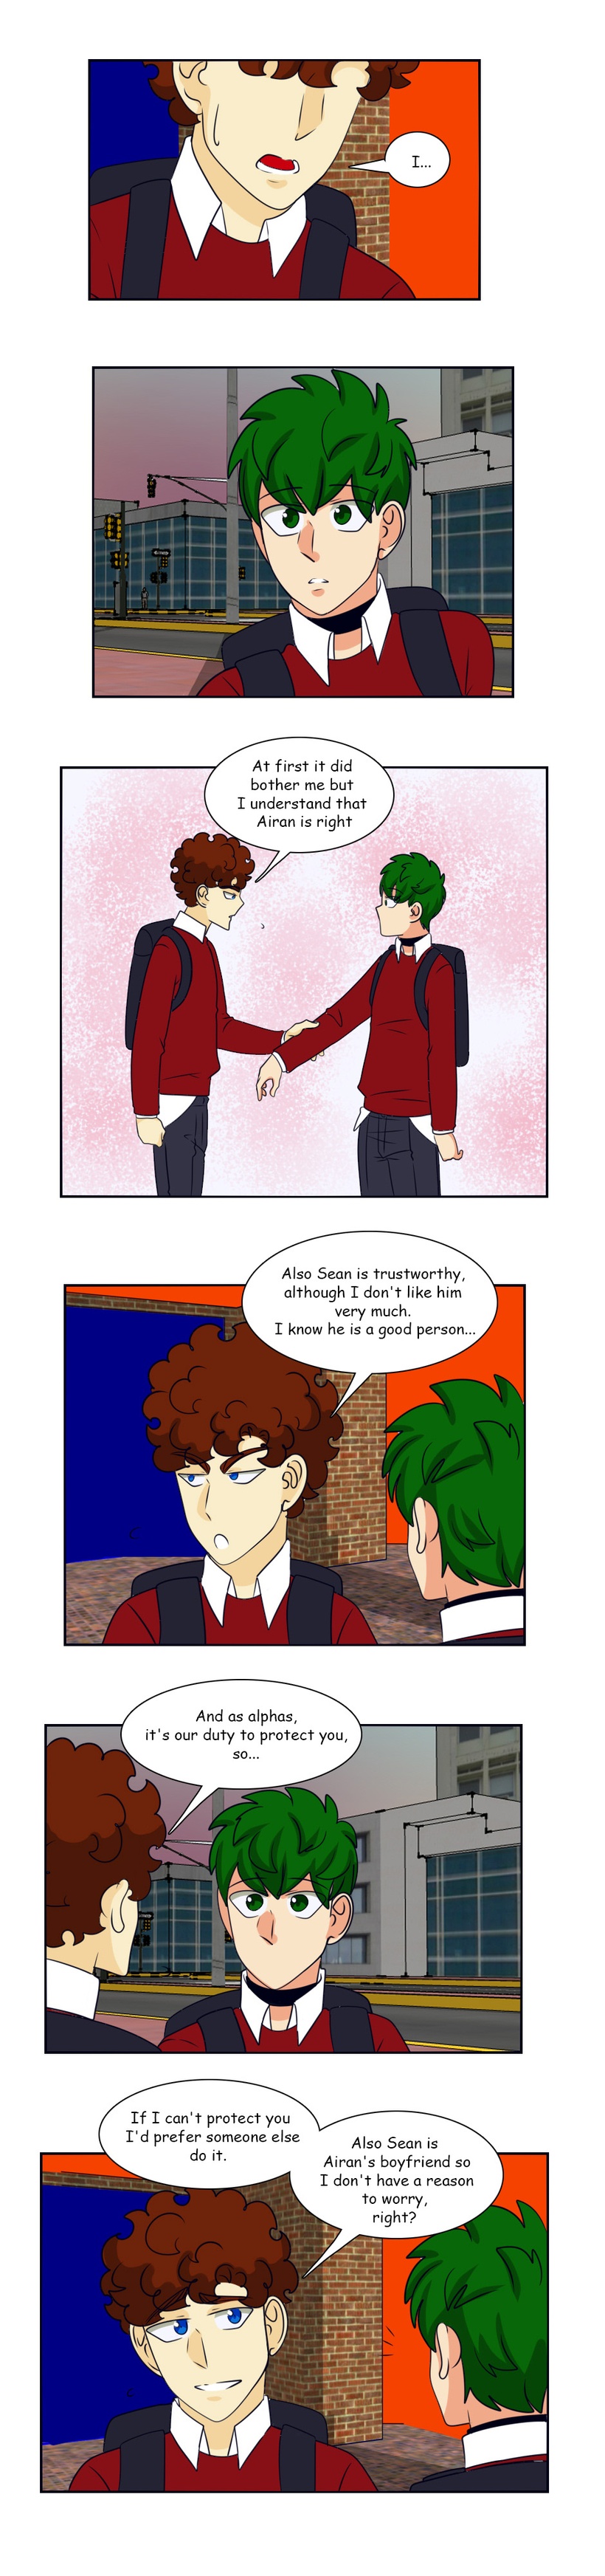 I...
At first it did
bother me but
I understand that
Airan is right
Also Sean is trustworthy,
although I don't like him
very much.
I know he is a good person...
And as alphas,
it's our duty to protect you,
so...
If I can't protect you
I'd prefer someone else
do it.
Also Sean is
Airan's boyfriend so
I don't have a reason
to worry,
right?